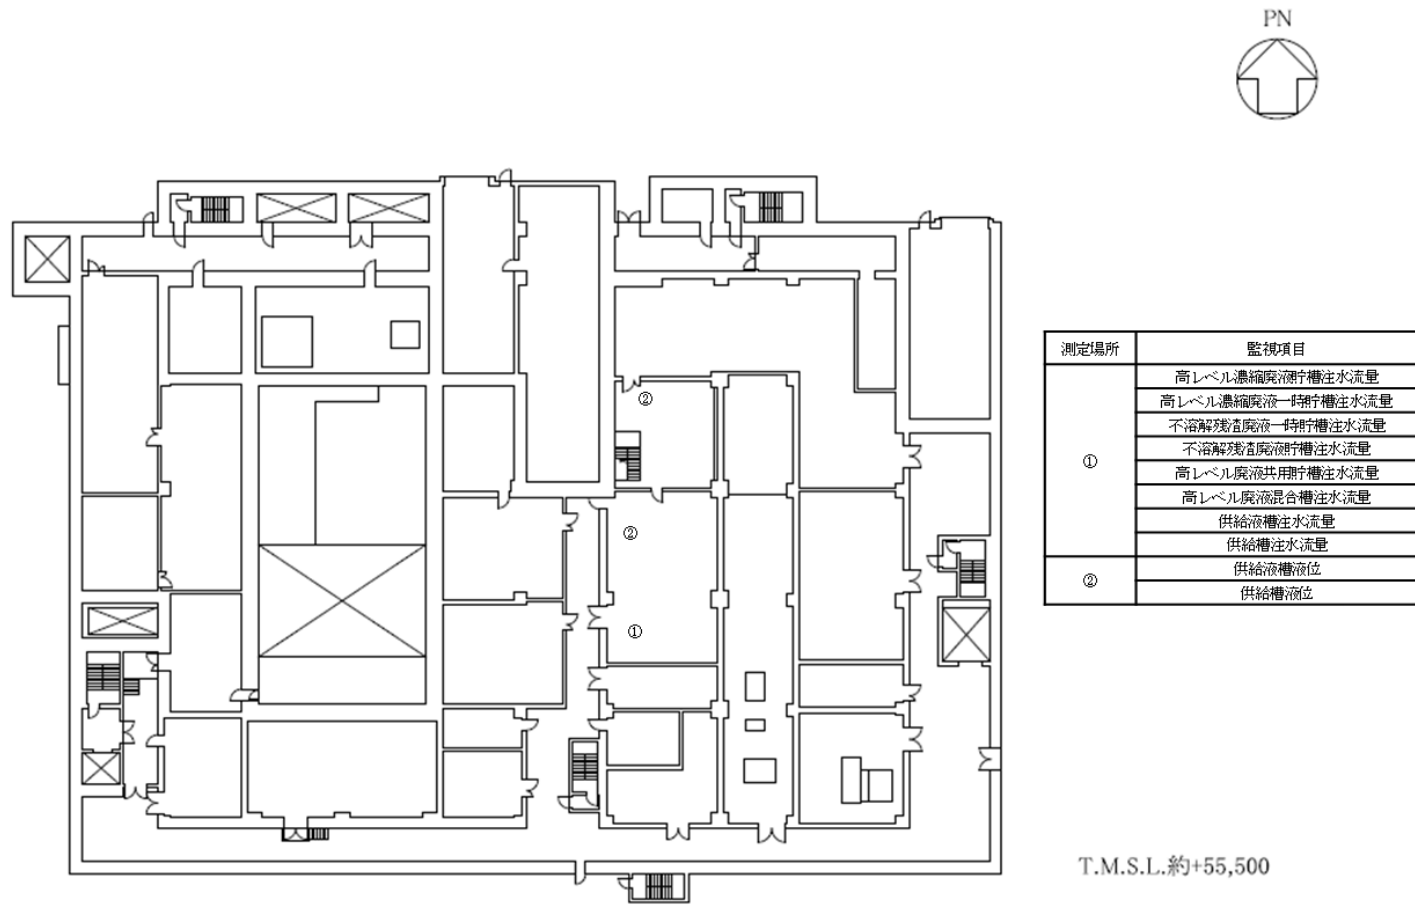 PN
測定場所 監視項目
① 高レベル濃縮廃液貯槽注水流量
高レベル濃縮廃液一時貯槽注水流量
不溶解残渣廃液一時貯槽注水流量
不溶解残渣廃液貯槽注水流量
高レベル廃液共用貯槽注水流量
高レベル廃液混合槽注水流量
供給液槽注水流量
供給槽注水流量
② 供給液槽液位
供給槽液位
②
②
①
T.M.S.L.約+55,500